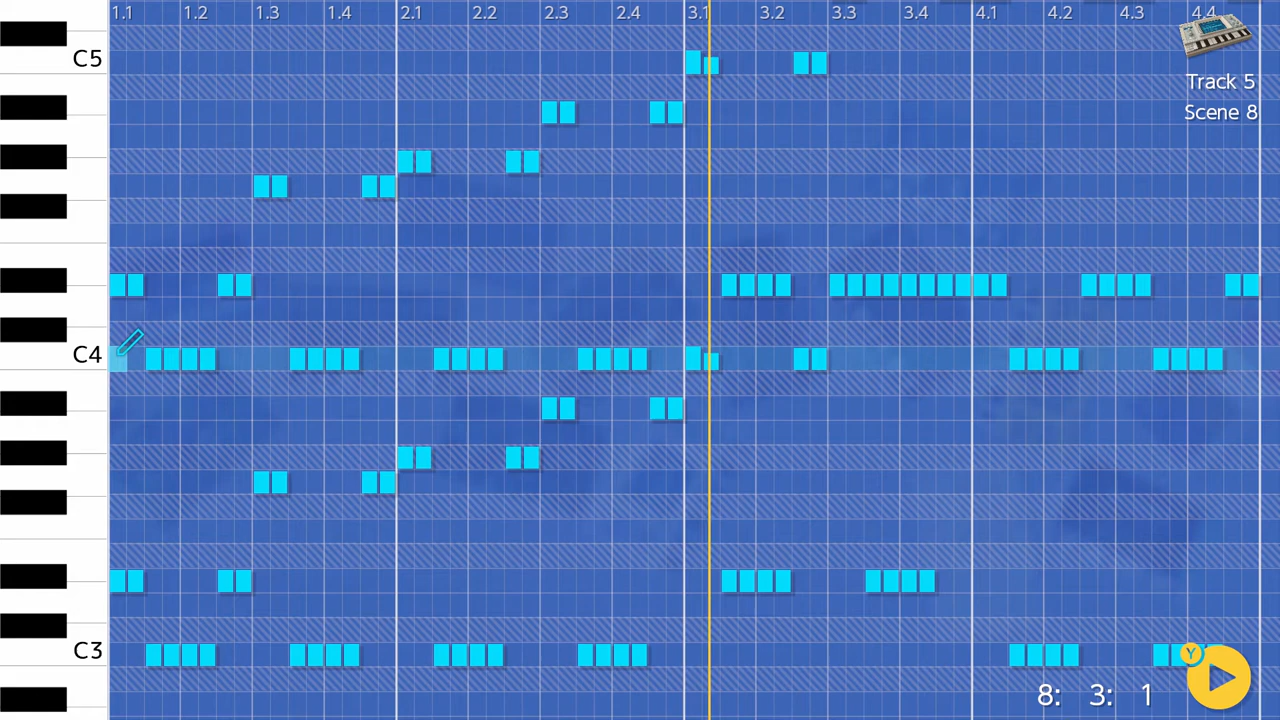 1.1 1.2 1.3 1.4 2.1 2.2 2.3 2.4 3.1 3.2 3.3 3.4 4.1 4.2 4.3 4.4
C5
Track 5
Scene 8
C4
C3
Y
8: 3: 1